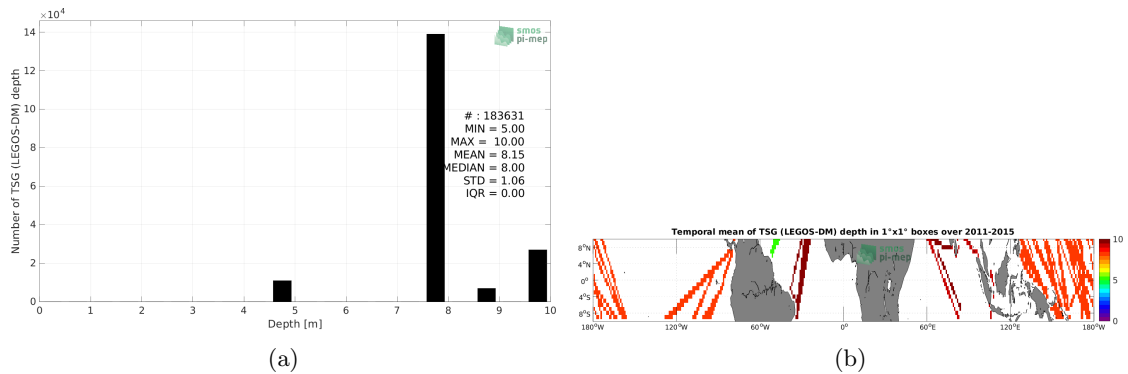 ×10⁴
14
12
10
8
6
4
2
0
Number of TSG (LEGOS-DM) depth
smos
pi-mep
# : 183631
MIN = 5.00
MAX = 10.00
MEAN = 8.15
MEDIAN = 8.00
STD = 1.06
IQR = 0.00
0 1 2 3 4 5 6 7 8 9 10
Depth [m]
(a)
Temporal mean of TSG (LEGOS-DM) depth in 1°x1° boxes over 2011-2015
8°N
4°N
0°
4°S
8°S
smos
pi-mep
180°W 120°W 60°W 0° 60°E 120°E 180°W
10
5
0
(b)